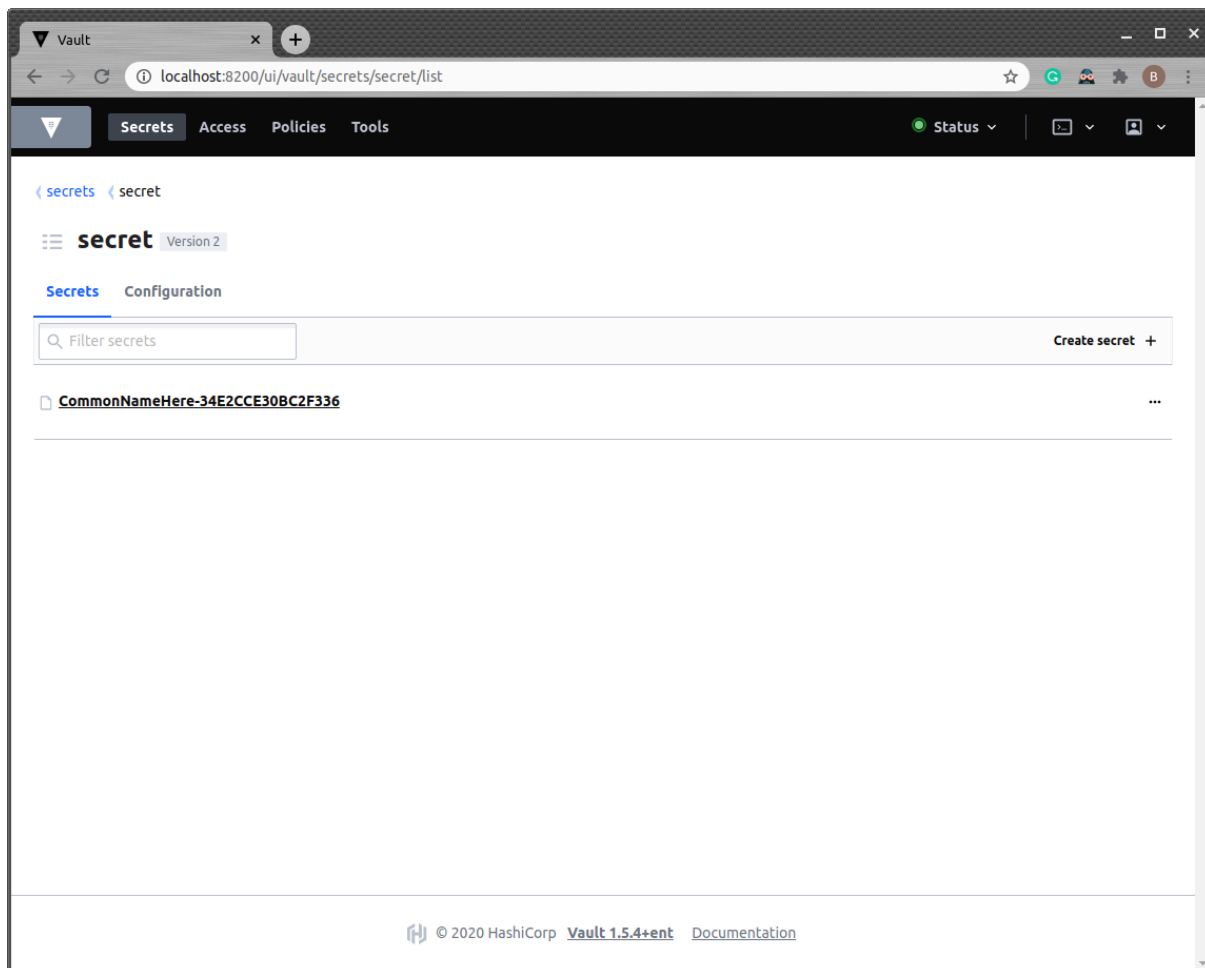 Vault
localhost:8200/ui/vault/secrets/secret/list
B
Secrets Access Policies Tools Status
secrets secret
secret Version 2
Secrets Configuration
Filter secrets Create secret +
CommonNameHere-34E2CCE30BC2F336
© 2020 HashiCorp Vault 1.5.4+ent Documentation